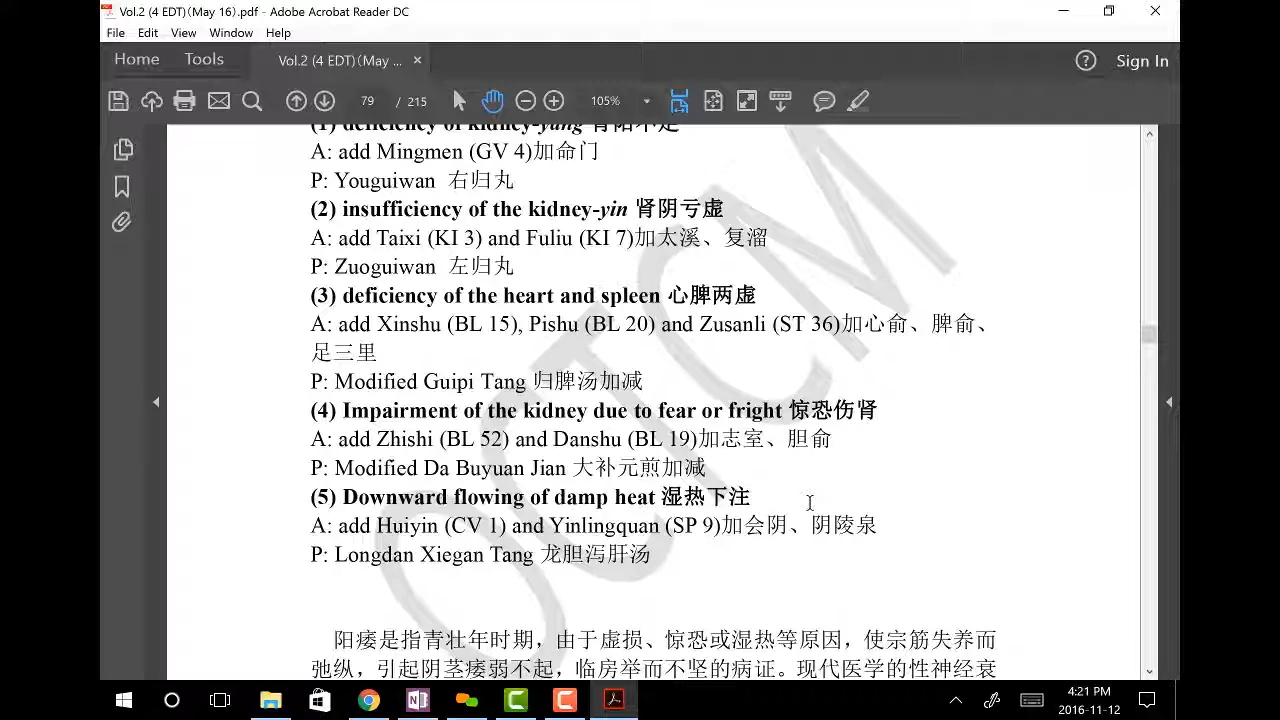 Vol.2 (4 EDT)(May 16).pdf - Adobe Acrobat Reader DC
File Edit View Window Help
Home Tools Vol.2 (4 EDT)(May ... × Sign In
79 / 215 105%
(1) deficiency of kidney-yang 肾阳不足
A: add Mingmen (GV 4)加命门
P: Youguiwan 右归丸
(2) insufficiency of the kidney-yin 肾阴亏虚
A: add Taixi (KI 3) and Fuliu (KI 7)加太溪、复溜
P: Zuoguiwan 左归丸
(3) deficiency of the heart and spleen 心脾两虚
A: add Xinshu (BL 15), Pishu (BL 20) and Zusanli (ST 36)加心俞、脾俞、
足三里
P: Modified Guipi Tang 归脾汤加减
(4) Impairment of the kidney due to fear or fright 惊恐伤肾
A: add Zhishi (BL 52) and Danshu (BL 19)加志室、胆俞
P: Modified Da Buyuan Jian 大补元煎加减
(5) Downward flowing of damp heat 湿热下注
A: add Huiyin (CV 1) and Yinlingquan (SP 9)加会阴、阴陵泉
P: Longdan Xiegan Tang 龙胆泻肝汤
阳痿是指青壮年时期，由于虚损、惊恐或湿热等原因，使宗筋失养而
弛纵，引起阴茎痿弱不起，临房举而不坚的病证。现代医学的性神经衰
OCTCM
4:21 PM
2016-11-12